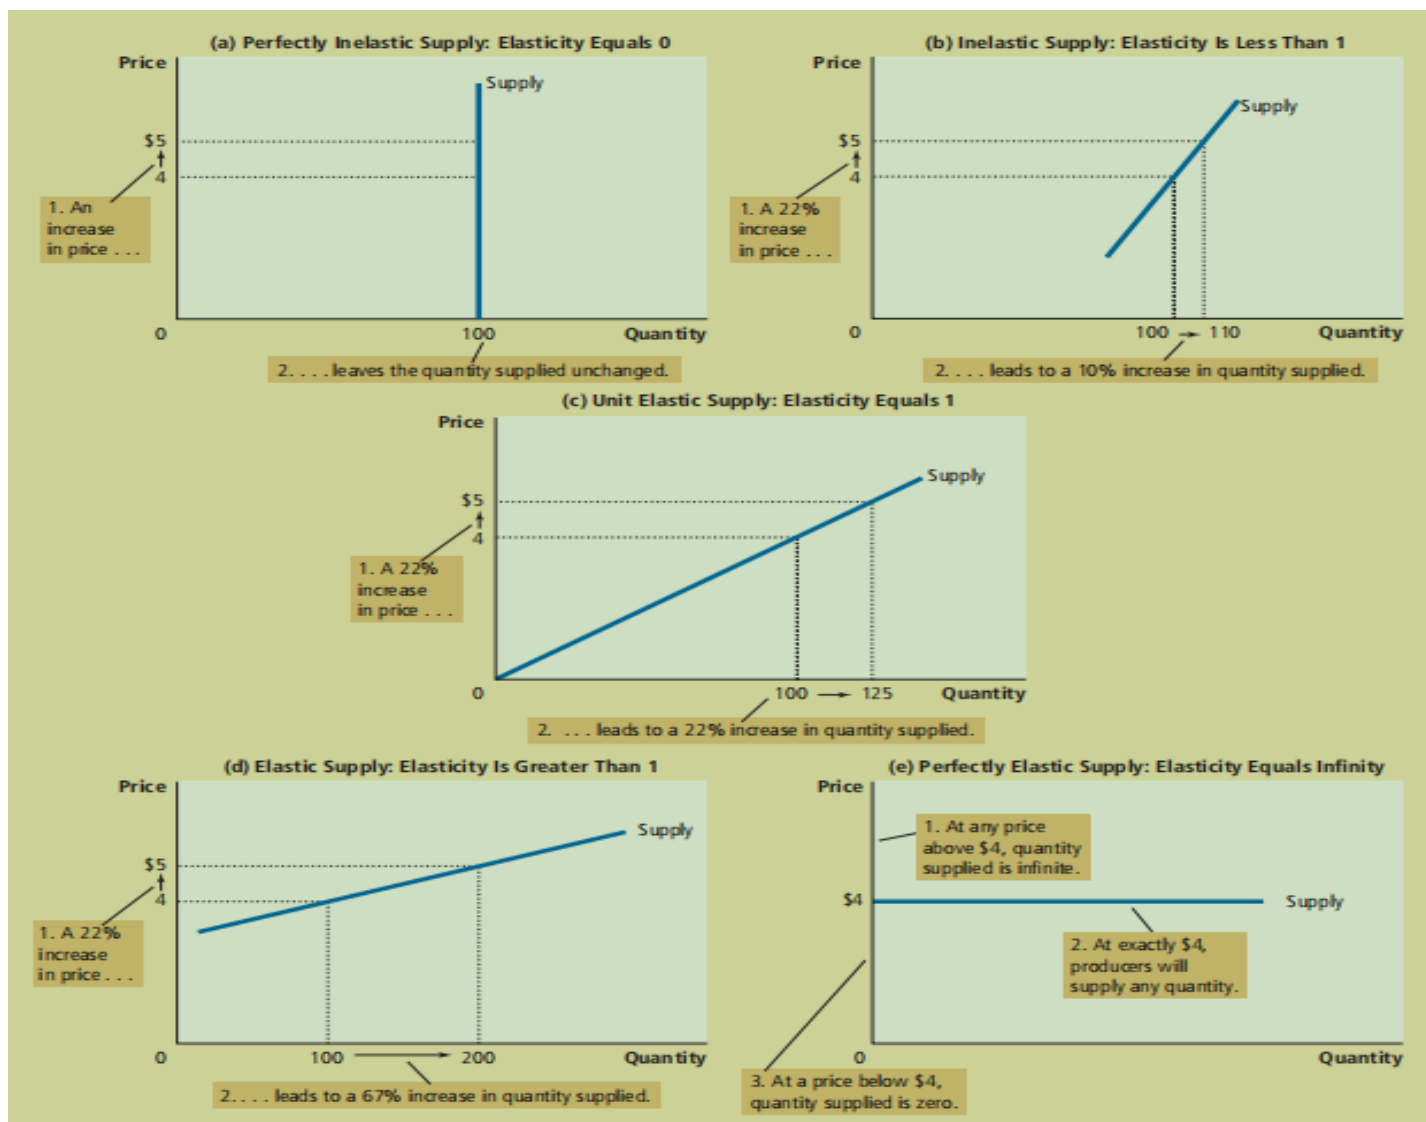 (a) Perfectly Inelastic Supply: Elasticity Equals 0
Price
Supply
$5
4
1. An
increase
in price . . .
0
100
Quantity
2. . . . leaves the quantity supplied unchanged.
(b) Inelastic Supply: Elasticity Is Less Than 1
Price
Supply
$5
4
1. A 22%
increase
in price . . .
0
100
110
Quantity
2. . . . leads to a 10% increase in quantity supplied.
(c) Unit Elastic Supply: Elasticity Equals 1
Price
Supply
$5
4
1. A 22%
increase
in price . . .
0
100
125
Quantity
2. . . . leads to a 22% increase in quantity supplied.
(d) Elastic Supply: Elasticity Is Greater Than 1
Price
Supply
$5
4
1. A 22%
increase
in price . . .
0
100
200
Quantity
2. . . . leads to a 67% increase in quantity supplied.
(e) Perfectly Elastic Supply: Elasticity Equals Infinity
Price
1. At any price
above $4, quantity
supplied is infinite.
$4
Supply
2. At exactly $4,
producers will
supply any quantity.
0
Quantity
3. At a price below $4,
quantity supplied is zero.